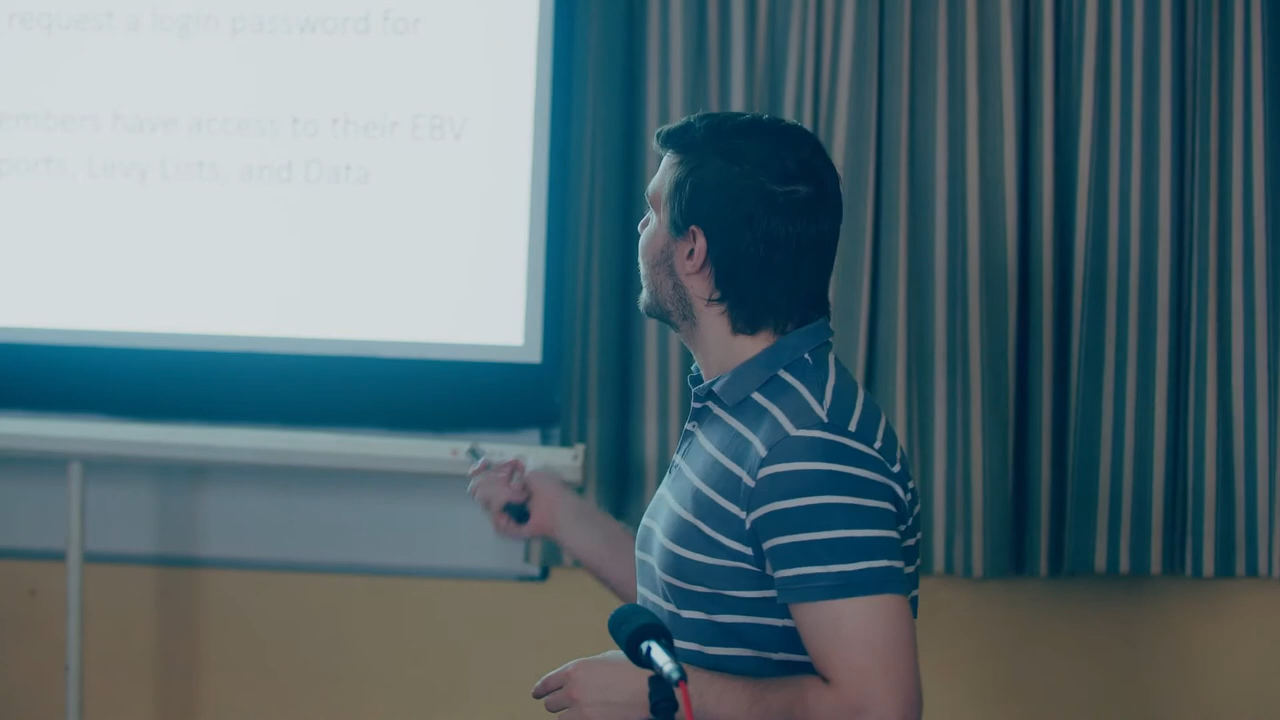 request a login password for
embers have access to their EBV
ports, Levy Lists, and Data